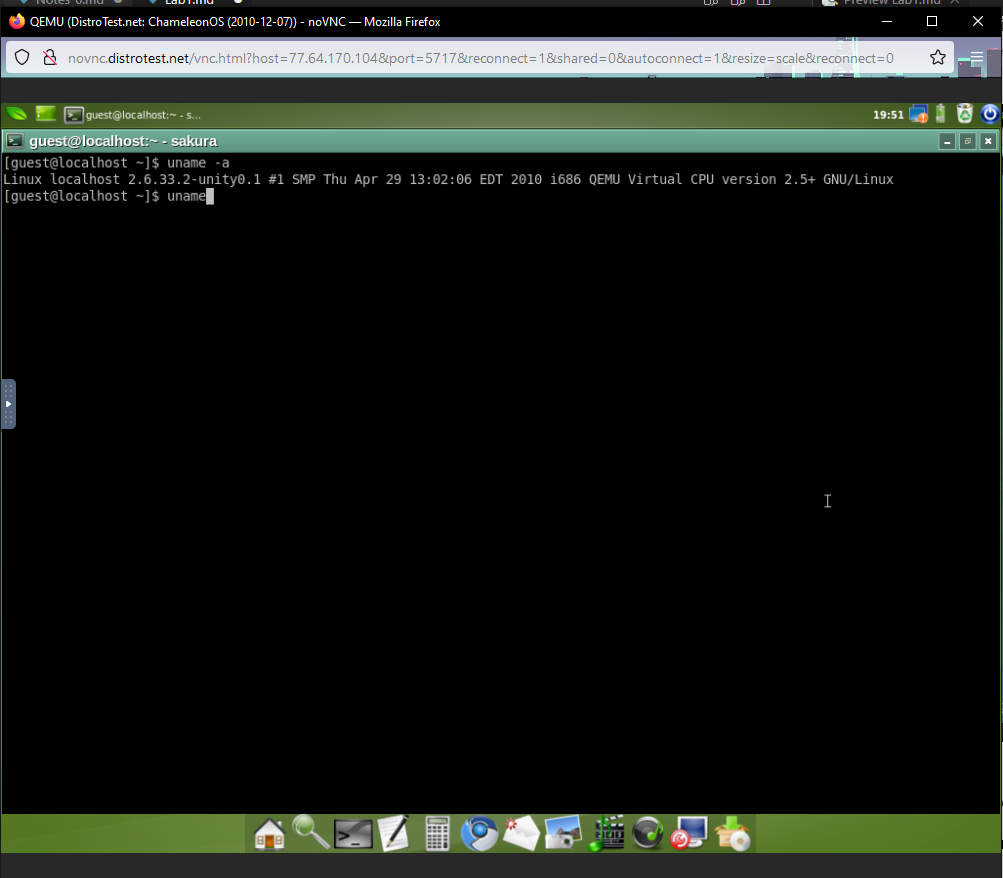 Notes_0.md
Lab1.md
Preview Lab1.md
QEMU (DistroTest.net: ChameleonOS (2010-12-07)) - noVNC — Mozilla Firefox
novnc.distrotest.net/vnc.html?host=77.64.170.104&port=5717&reconnect=1&shared=0&autoconnect=1&resize=scale&reconnect=0
guest@localhost:~ - s...
19:51
guest@localhost:~ - sakura
[guest@localhost ~]$ uname -a
Linux localhost 2.6.33.2-unity0.1 #1 SMP Thu Apr 29 13:02:06 EDT 2010 i686 QEMU Virtual CPU version 2.5+ GNU/Linux
[guest@localhost ~]$ uname